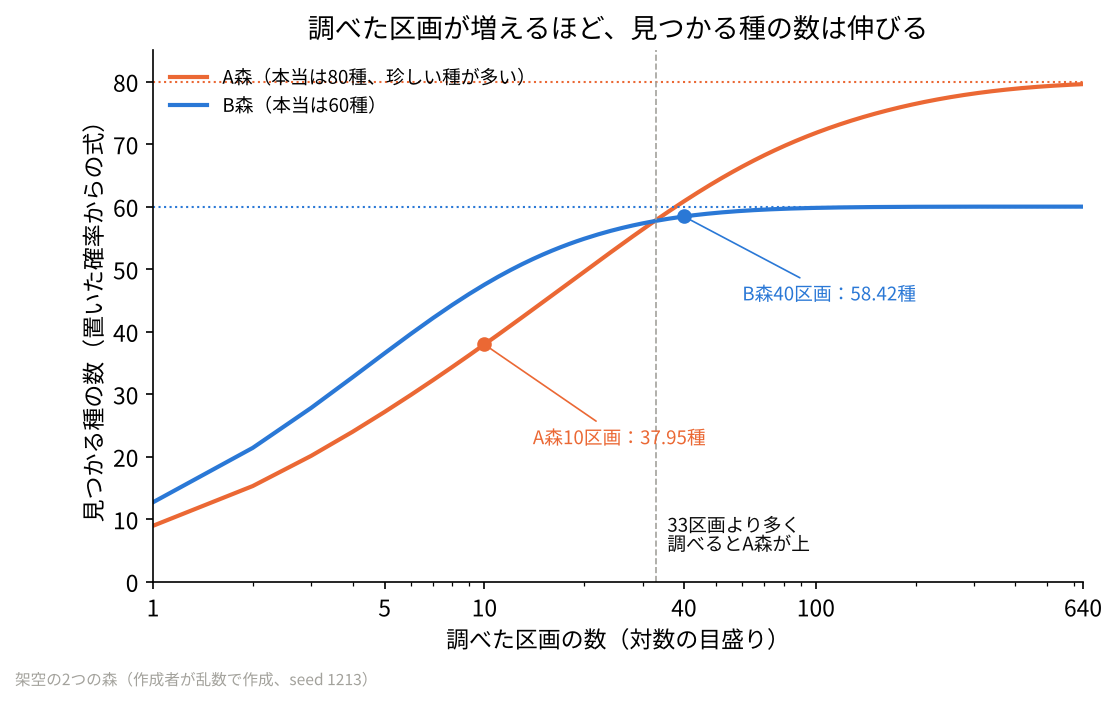 調べた区画が増えるほど、見つかる種の数は伸びる
A森（本当は80種、珍しい種が多い）
B森（本当は60種）
見つかる種の数（置いた確率からの式）
80
70
60
50
40
30
20
10
0
B森40区画：58.42種
A森10区画：37.95種
33区画より多く
調べるとA森が上
1
5
10
40
100
640
調べた区画の数（対数の目盛り）
架空の2つの森（作成者が乱数で作成、seed 1213）